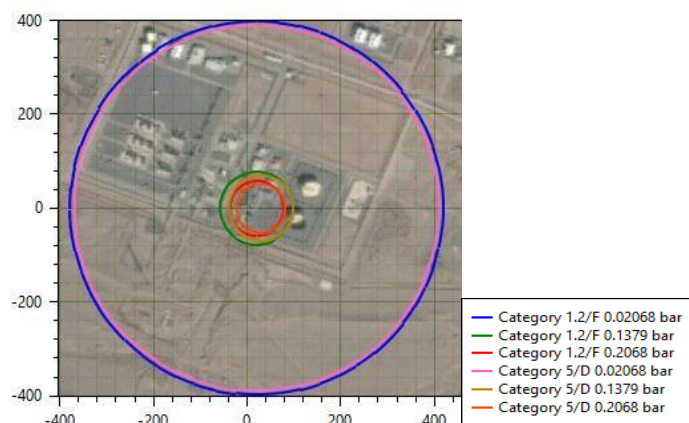 400
200
0
-200
-400
-400 -200 0 200 400
Category 1.2/F 0.02068 bar
Category 1.2/F 0.1379 bar
Category 1.2/F 0.2068 bar
Category 5/D 0.02068 bar
Category 5/D 0.1379 bar
Category 5/D 0.2068 bar